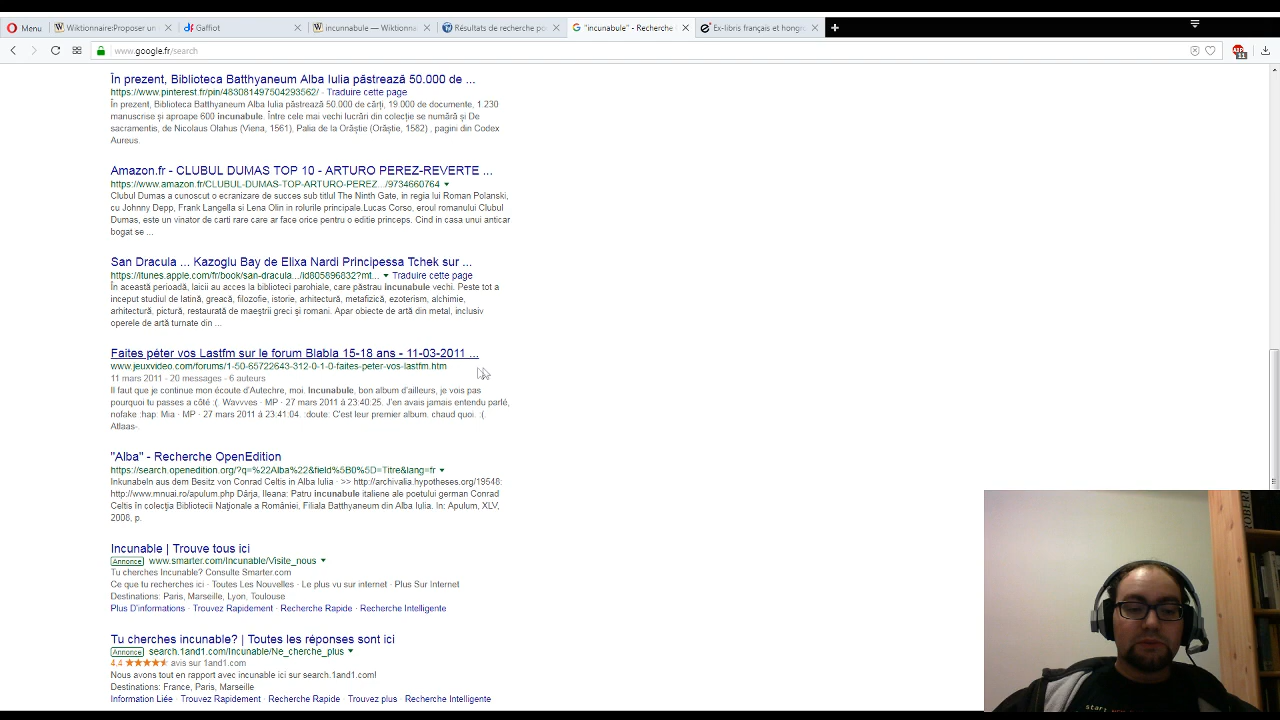 Menu
Wiktionnaire:Proposer un
Gaffiot
incunnabule — Wiktionna
Résultats de recherche po
"incunabule" - Recherche
Ex-libris français et hongro
www.google.fr/search
În prezent, Biblioteca Batthyaneum Alba Iulia păstrează 50.000 de ...
https://www.pinterest.fr/pin/483081497504293562/ - Traduire cette page
În prezent, Biblioteca Batthyaneum Alba Iulia păstrează 50.000 de cărți, 19 000 de documente, 1.230
manuscrise și aproape 600 incunabule. Între cele mai vechi lucrări din colecție se numără și De
sacramentis, de Nicolaus Olahus (Viena, 1561). Palia de la Orăștie (Orăștie, 1582) , pagini din Codex
Aureus.
Amazon.fr - CLUBUL DUMAS TOP 10 - ARTURO PEREZ-REVERTE ...
https://www.amazon.fr/CLUBUL-DUMAS-TOP-ARTURO-PEREZ.../9734660764
Clubul Dumas a cunoscut o ecranizare de succes sub titlul The Ninth Gate, in regia lui Roman Polanski,
cu Johnny Depp, Frank Langella si Lena Olin in rolurile principale.Lucas Corso, eroul romanului Clubul
Dumas, este un vinator de carti rare care ar face orice pentru o editie princeps. Cind in casa unui anticar
bogat se ...
San Dracula ... Kazoglu Bay de Elixa Nardi Principessa Tchek sur ...
https://itunes.apple.com/fr/book/san-dracula.../id805896832?mt... Traduire cette page
În această perioadă, laicii au acces la biblioteci parohiale, care păstrau incunabule vechi. Peste tot a
inceput studiul de latină, greacă, filozofie, istorie, arhitectură, metafizică, ezoterism, alchimie,
arhitectură, pictură, restaurată de maeștrii greci și romani. Apar obiecte de artă din metal, inclusiv
operele de artă turnate din ...
Faites péter vos Lastfm sur le forum Blabla 15-18 ans - 11-03-2011 ...
www.jeuxvideo.com/forums/1-50-65722643-312-0-1-0-faites-peter-vos-lastfm.htm
11 mars 2011 - 20 messages - 6 auteurs
Il faut que je continue mon écoute d'Autechre, moi. Incunabule, bon album d'ailleurs, je vois pas
pourquoi tu passes a côté :(. Wavvves · MP · 27 mars 2011 à 23:40:25. J'en avais jamais entendu parlé,
nofake :hap: Mia · MP · 27 mars 2011 à 23:41:04. :doute: C'est leur premier album. chaud quoi. :(.
Atlaas-.
"Alba" - Recherche OpenEdition
https://search.openedition.org/?q=%22Alba%22&field%5B0%5D=Titre&lang=fr
Inkunabeln aus dem Besitz von Conrad Celtis in Alba Iulia · >> http://archivalia.hypotheses.org/19548:
http://www.mnuai.ro/apulum.php Dârja, Ileana: Patru incunabule italiene ale poetului german Conrad
Celtis în colecția Bibliotecii Naționale a României, Filiala Batthyaneum din Alba Iulia. In: Apulum, XLV,
2008, p.
Incunable | Trouve tous ici
Annonce www.smarter.com/Incunable/Visite_nous
Tu cherches Incunable? Consulte Smarter.com
Ce que tu recherches ici · Toutes Les Nouvelles · Le plus vu sur internet · Plus Sur Internet
Destinations: Paris, Marseille, Lyon, Toulouse
Plus D'informations · Trouvez Rapidement · Recherche Rapide · Recherche Intelligente
Tu cherches incunable? | Toutes les réponses sont ici
Annonce search.1and1.com/Incunable/Ne_cherche_plus
4,4 ★★★★★ avis sur 1and1.com
Nous avons tout en rapport avec incunable ici sur search.1and1.com!
Destinations: France, Paris, Marseille
Information Liée · Trouvez Rapidement · Recherche Rapide · Trouvez plus · Recherche Intelligente